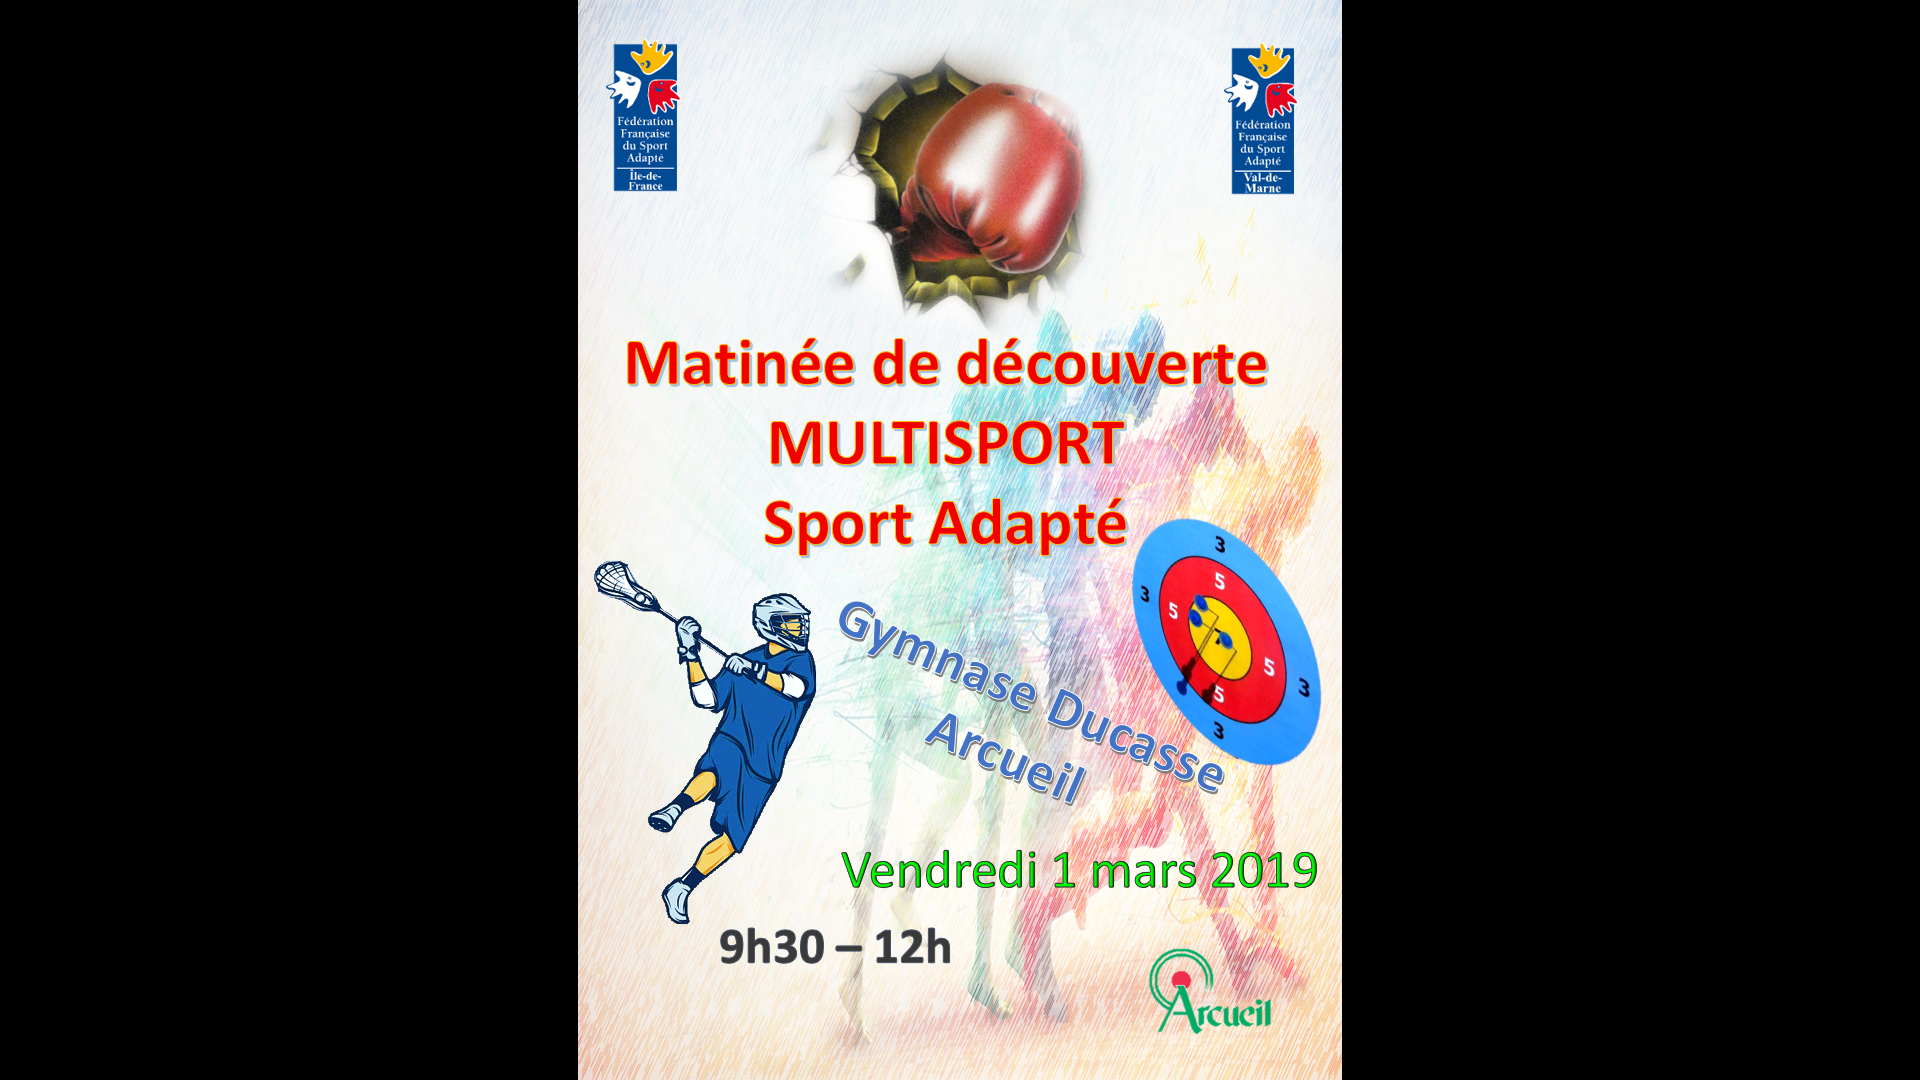 Fédération
Française
du Sport
Adapté
Île-de-
France
Fédération
Française
du Sport
Adapté
Val-de-
Marne
Matinée de découverte
MULTISPORT
Sport Adapté
3
5
3
5
5
3
5
3
Gymnase Ducasse
Arcueil
Vendredi 1 mars 2019
9h30 – 12h
Arcueil